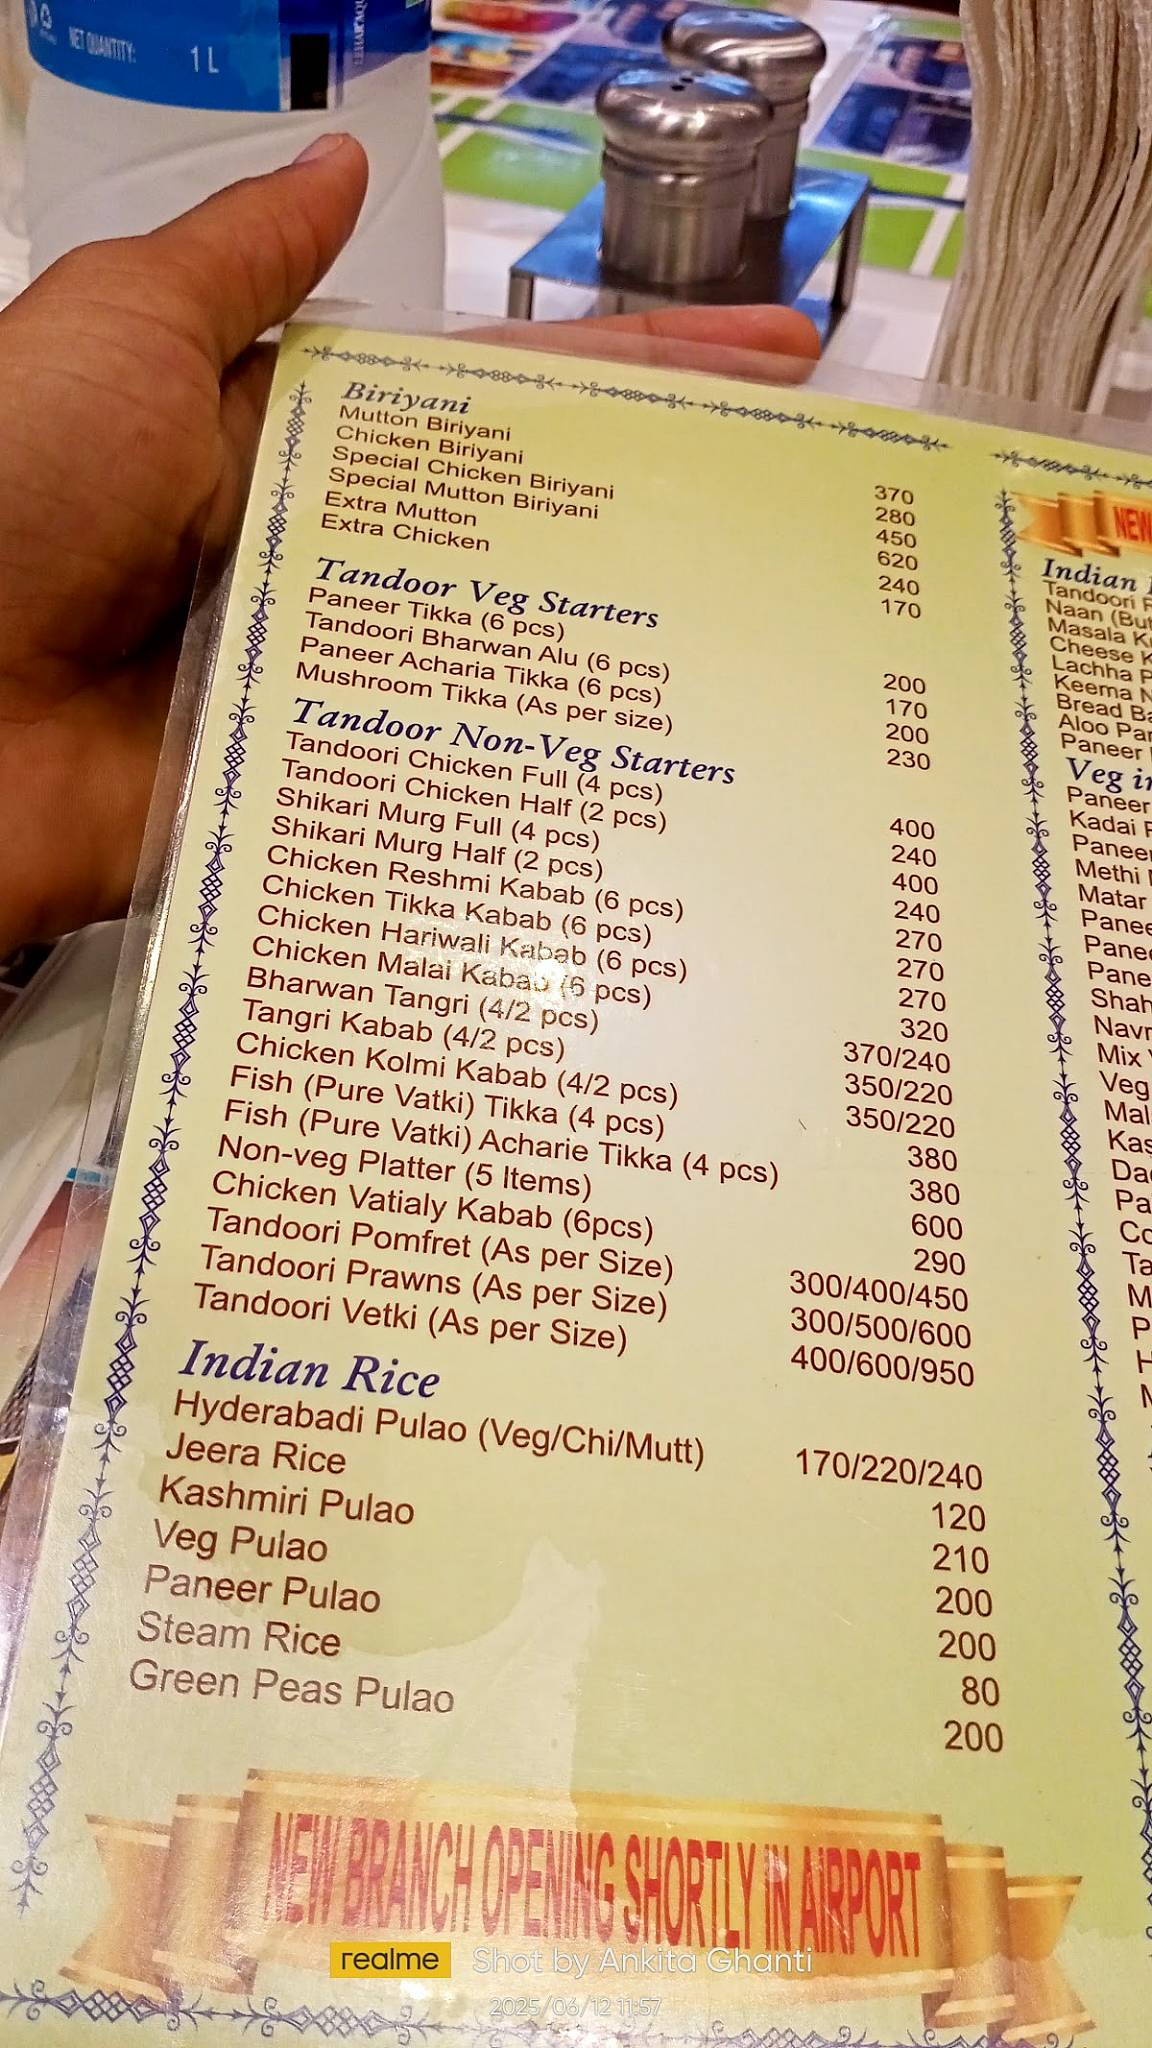 NET QUANTITY: 1 L
Biriyani
Mutton Biriyani 370
Chicken Biriyani 280
Special Chicken Biriyani 450
Special Mutton Biriyani 620
Extra Mutton 240
Extra Chicken 170
Tandoor Veg Starters
Paneer Tikka (6 pcs) 200
Tandoori Bharwan Alu (6 pcs) 170
Paneer Acharia Tikka (6 pcs) 200
Mushroom Tikka (As per size) 230
Tandoor Non-Veg Starters
Tandoori Chicken Full (4 pcs) 400
Tandoori Chicken Half (2 pcs) 240
Shikari Murg Full (4 pcs) 400
Shikari Murg Half (2 pcs) 240
Chicken Reshmi Kabab (6 pcs) 270
Chicken Tikka Kabab (6 pcs) 270
Chicken Hariwali Kabab (6 pcs) 270
Chicken Malai Kabab (6 pcs) 320
Bharwan Tangri (4/2 pcs) 370/240
Tangri Kabab (4/2 pcs) 350/220
Chicken Kolmi Kabab (4/2 pcs) 350/220
Fish (Pure Vatki) Tikka (4 pcs) 380
Fish (Pure Vatki) Acharie Tikka (4 pcs) 380
Non-veg Platter (5 Items) 600
Chicken Vatialy Kabab (6pcs) 290
Tandoori Pomfret (As per Size) 300/400/450
Tandoori Prawns (As per Size) 300/500/600
Tandoori Vetki (As per Size) 400/600/950
Indian Rice
Hyderabadi Pulao (Veg/Chi/Mutt) 170/220/240
Jeera Rice 120
Kashmiri Pulao 210
Veg Pulao 200
Paneer Pulao 200
Steam Rice 80
Green Peas Pulao 200
NEW BRANCH OPENING SHORTLY IN AIRPORT
NEW
Indian
Tandoori
Naan
Masala
Cheese
Lachha
Keema
Bread
Aloo
Paneer
Veg
Paneer
Kadai
Paneer
Methi
Matar
Mix
Veg
realme Shot by Ankita Ghanti
2025/06/12 11:57